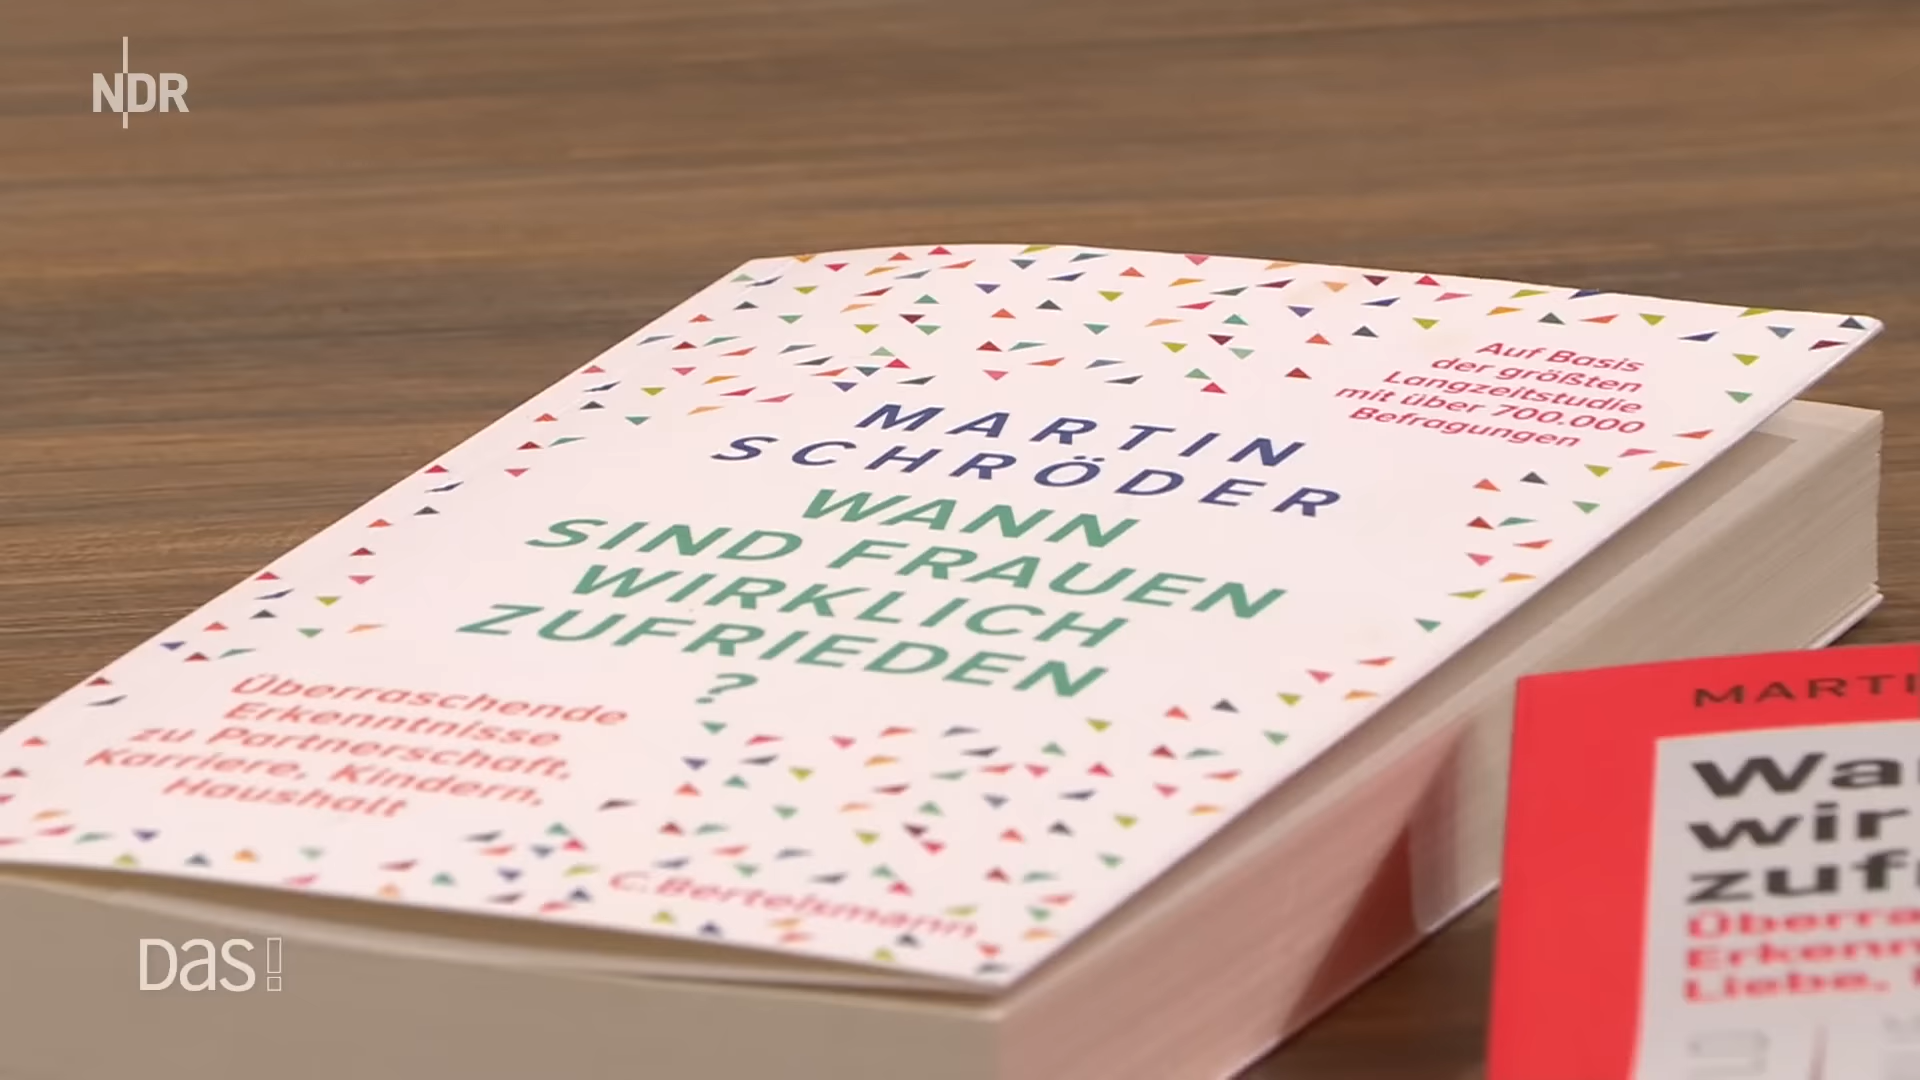 NDR
Auf Basis
der größten
Langzeitstudie
mit über 700.000
Befragungen
MARTIN
SCHRÖDER
WANN
SIND FRAUEN
WIRKLICH
ZUFRIEDEN
?
Überraschende
Erkenntnisse
zu Partnerschaft,
Karriere, Kindern,
Haushalt
C.Bertelsmann
MARTI
Wa
wir
zuf
Überra
Erkenn
Liebe,
Das!